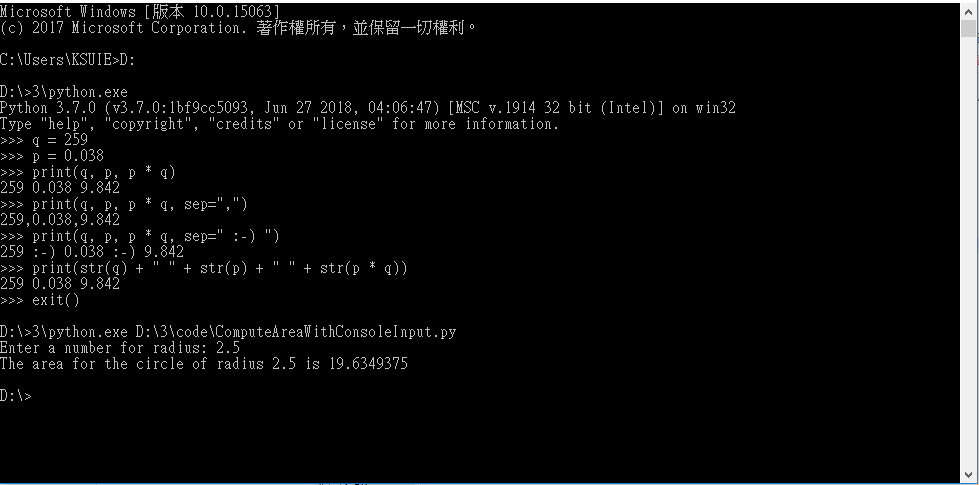 Microsoft Windows [版本 10.0.15063]
(c) 2017 Microsoft Corporation. 著作權所有，並保留一切權利。
C:\Users\KSUIE>D:
D:\>3\python.exe
Python 3.7.0 (v3.7.0:1bf9cc5093, Jun 27 2018, 04:06:47) [MSC v.1914 32 bit (Intel)] on win32
Type "help", "copyright", "credits" or "license" for more information.
>>> q = 259
>>> p = 0.038
>>> print(q, p, p * q)
259 0.038 9.842
>>> print(q, p, p * q, sep=",")
259,0.038,9.842
>>> print(q, p, p * q, sep=" :-) ")
259 :-) 0.038 :-) 9.842
>>> print(str(q) + " " + str(p) + " " + str(p * q))
259 0.038 9.842
>>> exit()
D:\>3\python.exe D:\3\code\ComputeAreaWithConsoleInput.py
Enter a number for radius: 2.5
The area for the circle of radius 2.5 is 19.6349375
D:\>